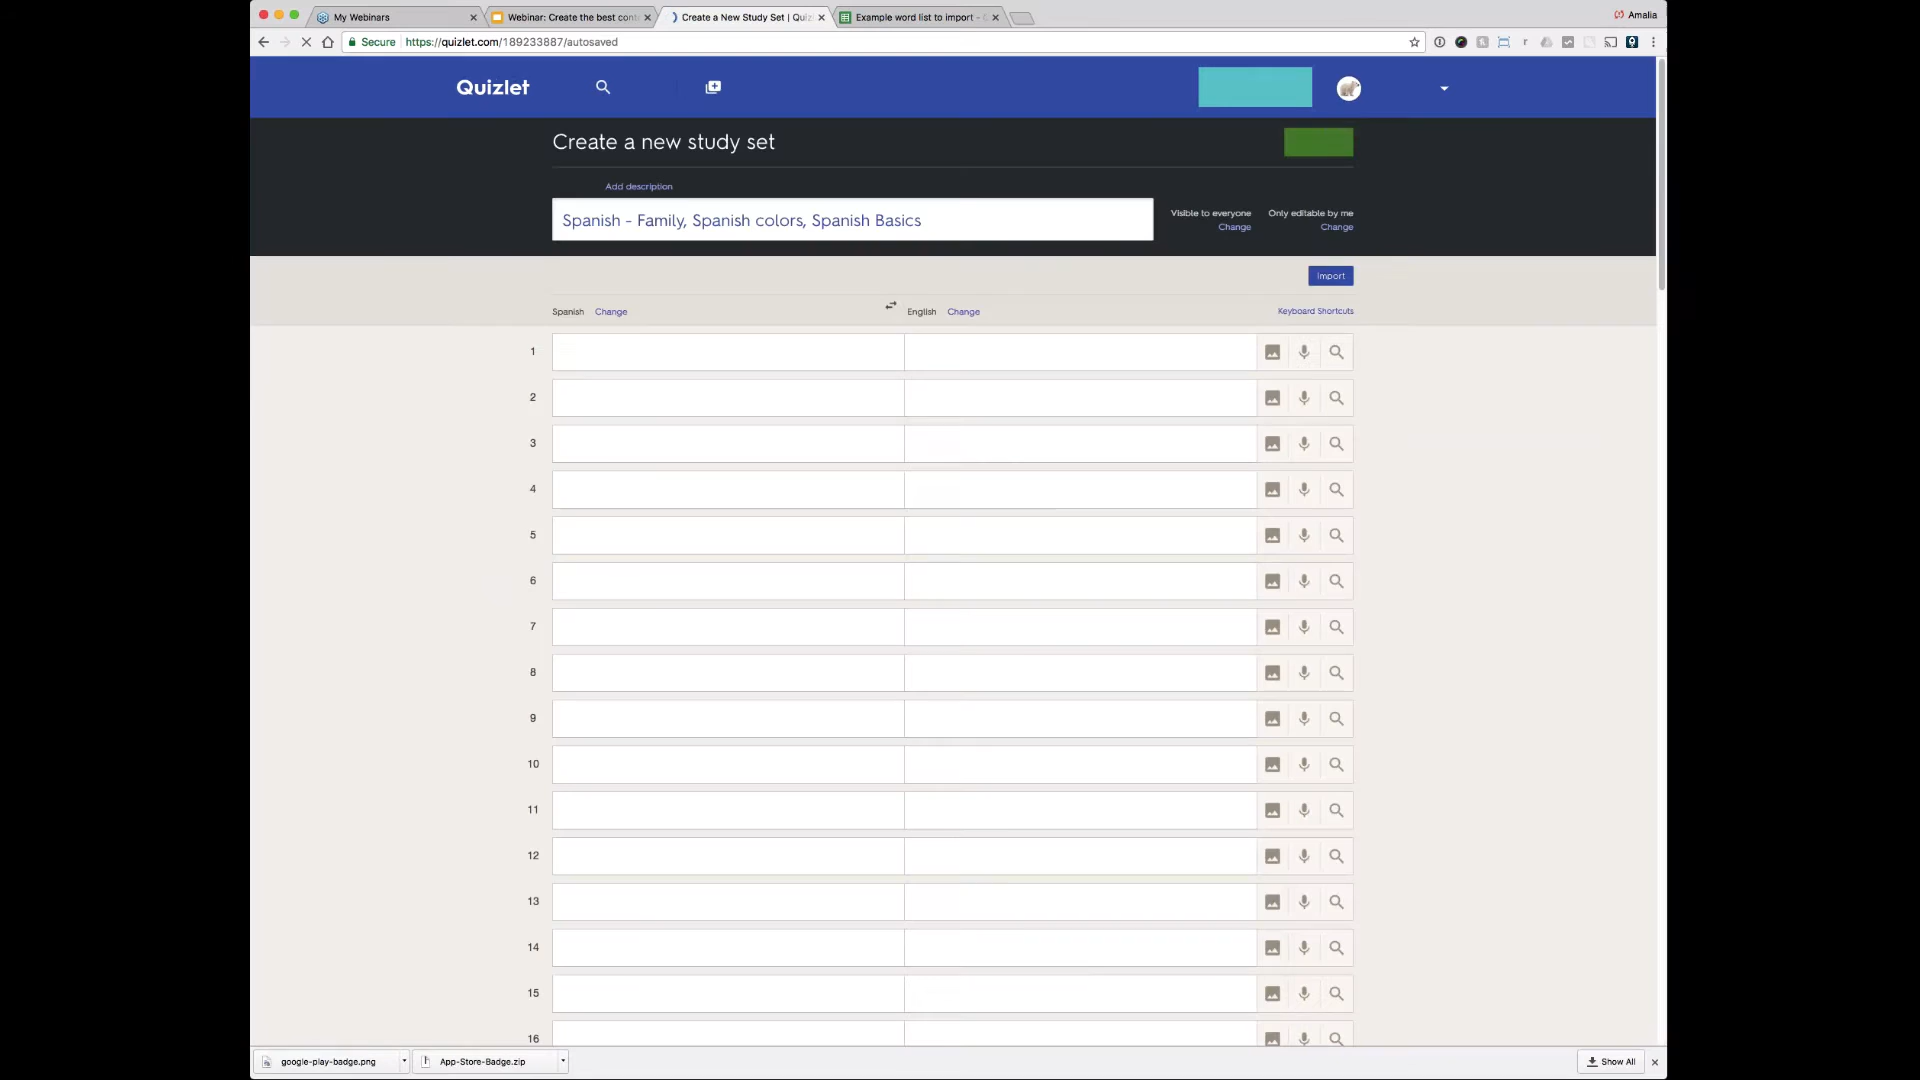 My Webinars
Webinar: Create the best cont
Create a New Study Set | Quiz
Example word list to import -
Amalia
Secure https://quizlet.com/189233887/autosaved
Quizlet
Create a new study set
Add description
Spanish - Family, Spanish colors, Spanish Basics
Visible to everyone
Change
Only editable by me
Change
Import
Spanish Change
English Change
Keyboard Shortcuts
1
2
3
4
5
6
7
8
9
10
11
12
13
14
15
16
google-play-badge.png
App-Store-Badge.zip
Show All